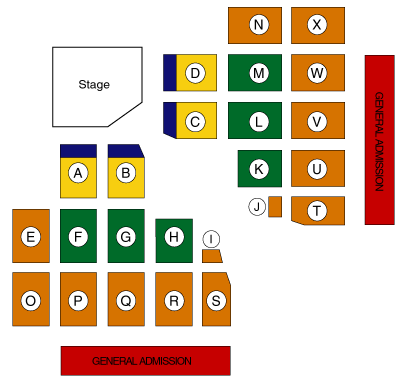 N X
D M W
Stage
C L V
GENERAL ADMISSION
A B K U
J T
E F G H I
O P Q R S
GENERAL ADMISSION